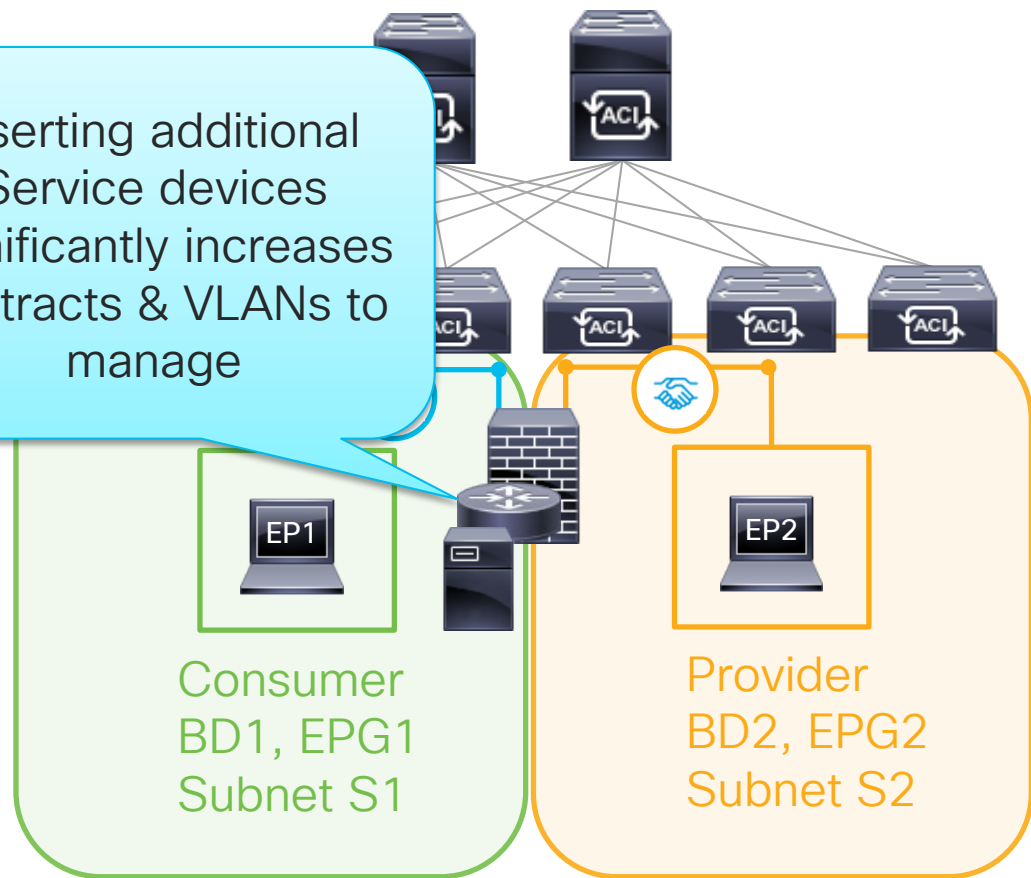 serting additional
Service devices
nificantly increases
tracts & VLANs to
manage
ACI
ACI
ACI
ACI
ACI
EP1
EP2
Consumer
BD1, EPG1
Subnet S1
Provider
BD2, EPG2
Subnet S2